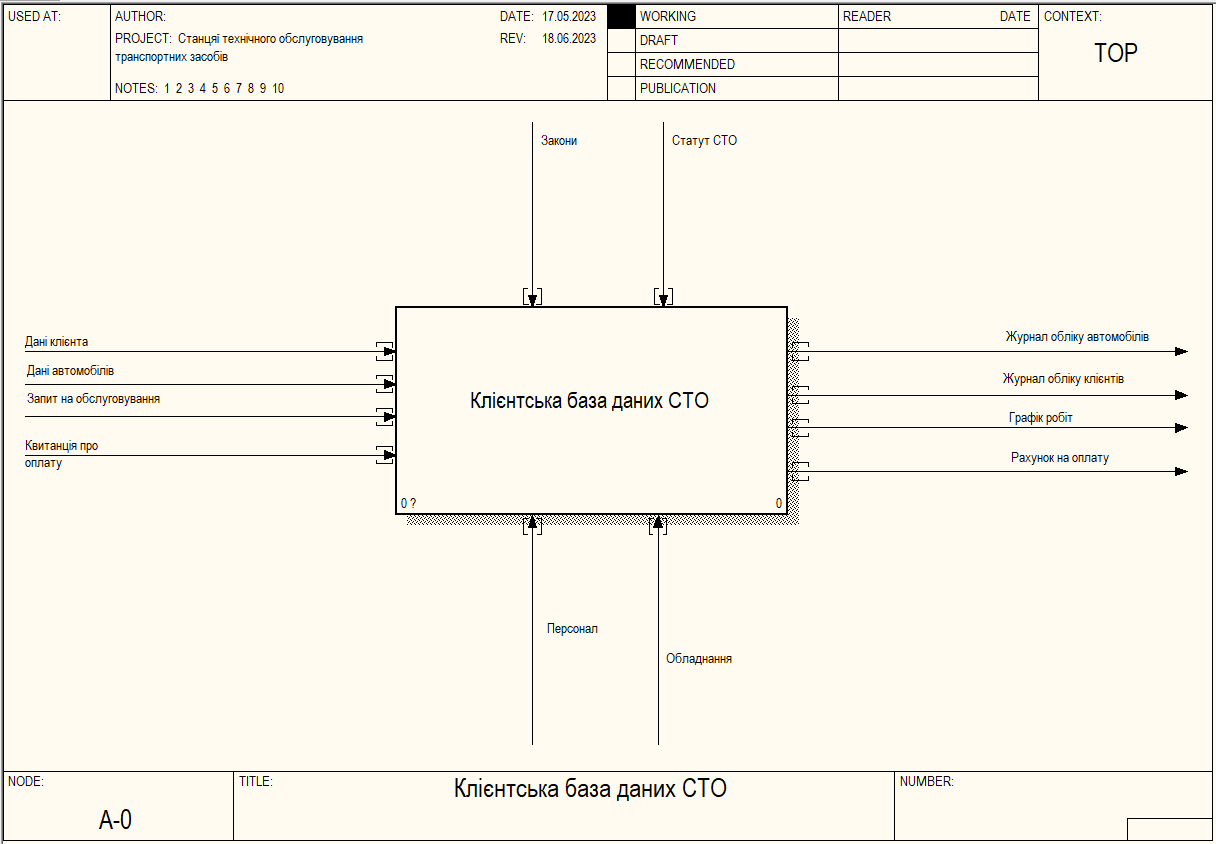 USED AT:
AUTHOR:
DATE: 17.05.2023
PROJECT: Станцяї технічного обслуговування
REV: 18.06.2023
транспортних засобів
NOTES: 1 2 3 4 5 6 7 8 9 10
WORKING
DRAFT
RECOMMENDED
PUBLICATION
READER DATE
CONTEXT:
TOP
Закони
Статут СТО
Дані клієнта
Дані автомобілів
Запит на обслуговування
Квитанція про
оплату
Клієнтська база даних СТО
0 ?
0
Журнал обліку автомобілів
Журнал обліку клієнтів
Графік робіт
Рахунок на оплату
Персонал
Обладнання
NODE:
A-0
TITLE:
Клієнтська база даних СТО
NUMBER: